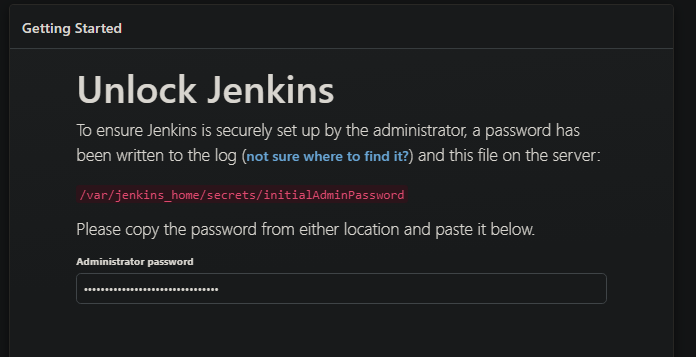 Getting Started
Unlock Jenkins
To ensure Jenkins is securely set up by the administrator, a password has
been written to the log (not sure where to find it?) and this file on the server:
/var/jenkins_home/secrets/initialAdminPassword
Please copy the password from either location and paste it below.
Administrator password
••••••••••••••••••••••••••••••••